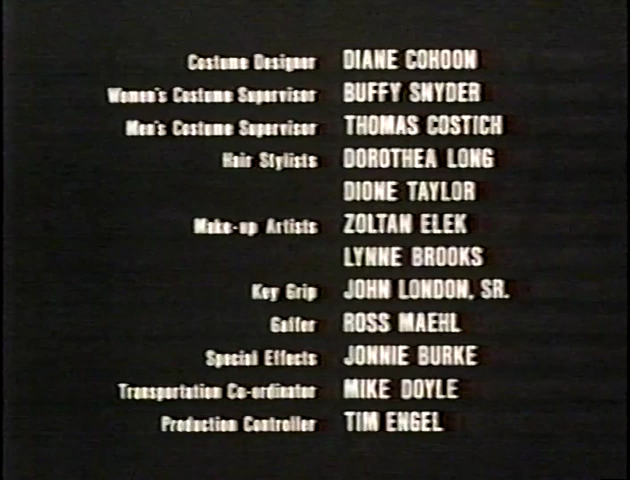 Costume Designer DIANE COHOON
Women's Costume Supervisor BUFFY SNYDER
Men's Costume Supervisor THOMAS COSTICH
Hair Stylists DOROTHEA LONG
DIONE TAYLOR
Make-up Artists ZOLTAN ELEK
LYNNE BROOKS
Key Grip JOHN LONDON, SR.
Gaffer ROSS MAEHL
Special Effects JONNIE BURKE
Transportation Co-ordinator MIKE DOYLE
Production Controller TIM ENGEL